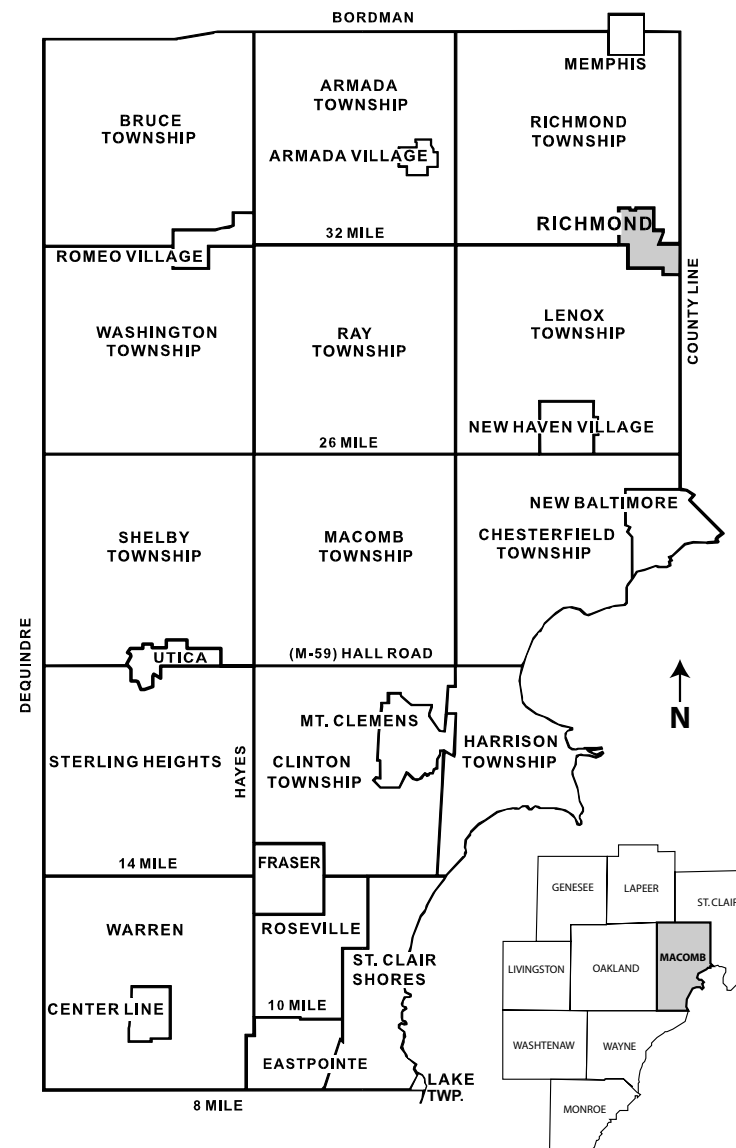 BORDMAN
MEMPHIS
ARMADA
TOWNSHIP
BRUCE
TOWNSHIP
RICHMOND
TOWNSHIP
ARMADA VILLAGE
RICHMOND
32 MILE
ROMEO VILLAGE
COUNTY LINE
WASHINGTON
TOWNSHIP
RAY
TOWNSHIP
LENOX
TOWNSHIP
NEW HAVEN VILLAGE
26 MILE
NEW BALTIMORE
SHELBY
TOWNSHIP
MACOMB
TOWNSHIP
CHESTERFIELD
TOWNSHIP
DEQUINDRE
UTICA
(M-59) HALL ROAD
N
MT. CLEMENS
STERLING HEIGHTS
HAYES
CLINTON
TOWNSHIP
HARRISON
TOWNSHIP
14 MILE
FRASER
WARREN
ROSEVILLE
ST. CLAIR
SHORES
CENTER LINE
10 MILE
EASTPOINTE
LAKE
TWP.
8 MILE
GENESEE
LAPEER
ST. CLAIR
LIVINGSTON
OAKLAND
MACOMB
WASHTENAW
WAYNE
MONROE